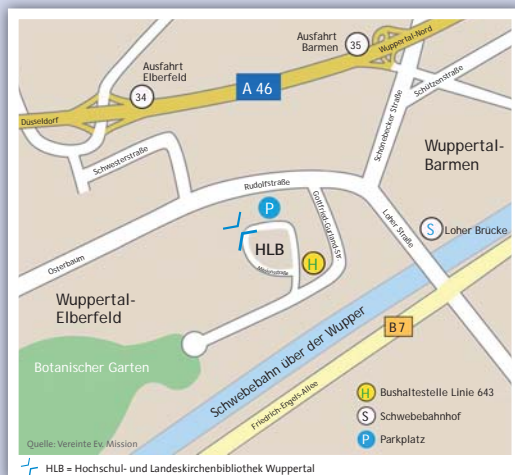 Ausfahrt
Barmen
35
Wuppertal-Nord
Ausfahrt
Elberfeld
34
A 46
Düsseldorf
Schützenstraße
Schönebecker Straße
Wuppertal-
Barmen
Schwesterstraße
Rudolfstraße
P
Gottfried-Gurland-Str.
Loher Straße
S Loher Brücke
HLB
H
Osterbaum
Wuppertal-
Elberfeld
B 7
Botanischer Garten
Schwebebahn über der Wupper
Friedrich-Engels-Allee
H Bushaltestelle Linie 643
S Schwebebahnhof
P Parkplatz
Quelle: Vereinte Ev. Mission
HLB = Hochschul- und Landeskirchenbibliothek Wuppertal